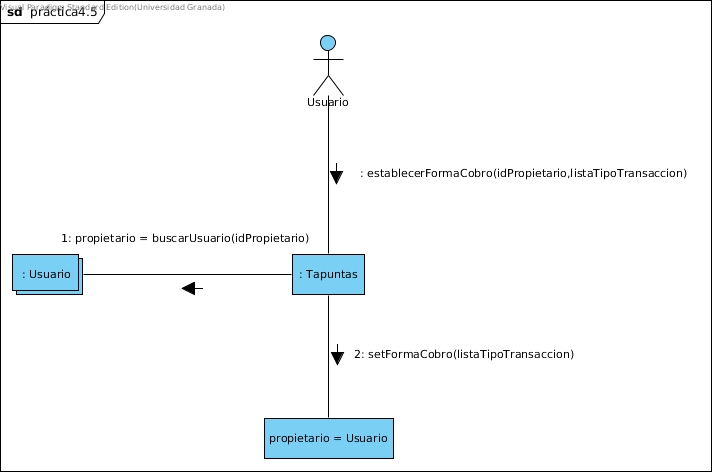 Visual Paradigm Standard Edition(Universidad Granada)
sd practica4.5
Usuario
: establecerFormaCobro(idPropietario,listaTipoTransaccion)
1: propietario = buscarUsuario(idPropietario)
: Usuario
: Tapuntas
2: setFormaCobro(listaTipoTransaccion)
propietario = Usuario